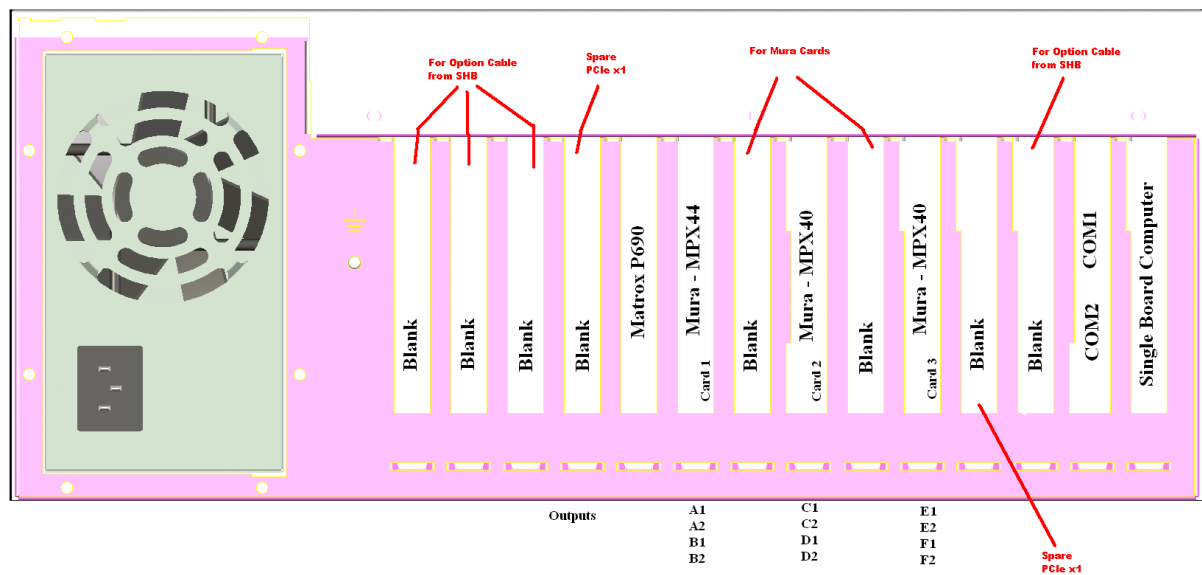 For Option Cable
from SHB
Spare
PCIe x1
For Mura Cards
For Option Cable
from SHB
Blank
Blank
Blank
Blank
Matrox P690
Mura - MPX44
Card 1
Blank
Mura - MPX40
Card 2
Blank
Mura - MPX40
Card 3
Blank
Blank
COM2 COM1
Single Board Computer
Outputs
A1
A2
B1
B2
C1
C2
D1
D2
E1
E2
F1
F2
Spare
PCIe x1